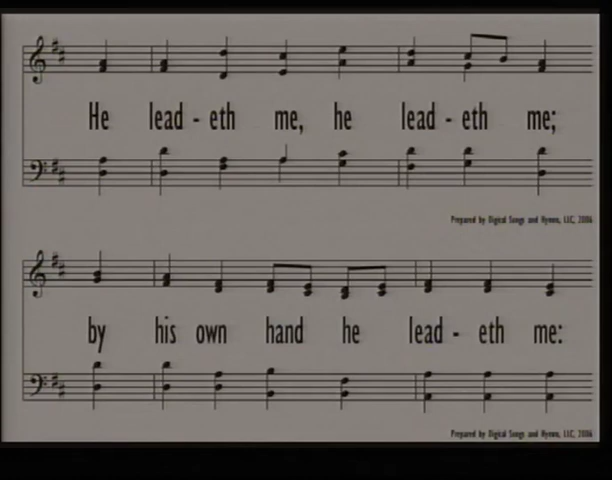 He lead - eth me, he lead - eth me;
Prepared by Digital Songs and Hymns, LLC, 2006
by his own hand he lead - eth me:
Prepared by Digital Songs and Hymns, LLC, 2006